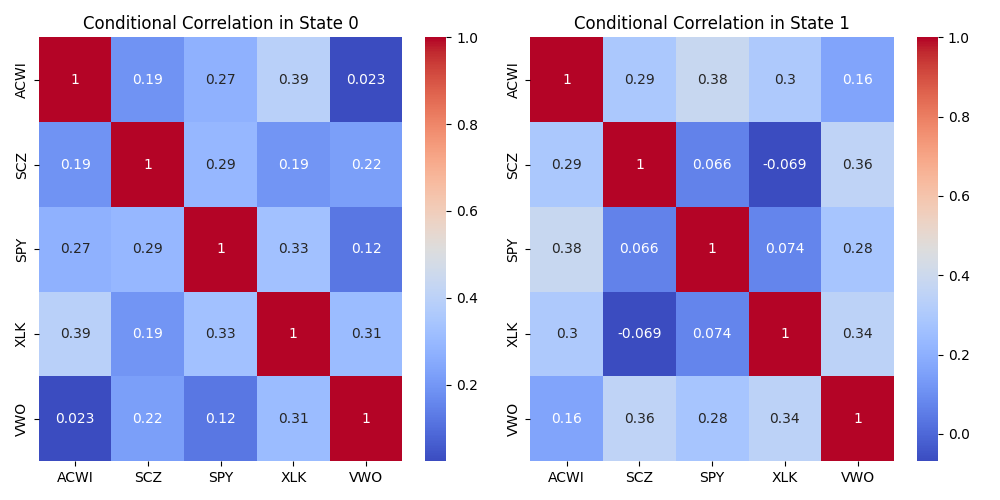 Conditional Correlation in State 0
ACWI 1 0.19 0.27 0.39 0.023
SCZ 0.19 1 0.29 0.19 0.22
SPY 0.27 0.29 1 0.33 0.12
XLK 0.39 0.19 0.33 1 0.31
VWO 0.023 0.22 0.12 0.31 1
ACWI SCZ SPY XLK VWO
1.0
0.8
0.6
0.4
0.2
Conditional Correlation in State 1
ACWI 1 0.29 0.38 0.3 0.16
SCZ 0.29 1 0.066 -0.069 0.36
SPY 0.38 0.066 1 0.074 0.28
XLK 0.3 -0.069 0.074 1 0.34
VWO 0.16 0.36 0.28 0.34 1
ACWI SCZ SPY XLK VWO
1.0
0.8
0.6
0.4
0.2
0.0